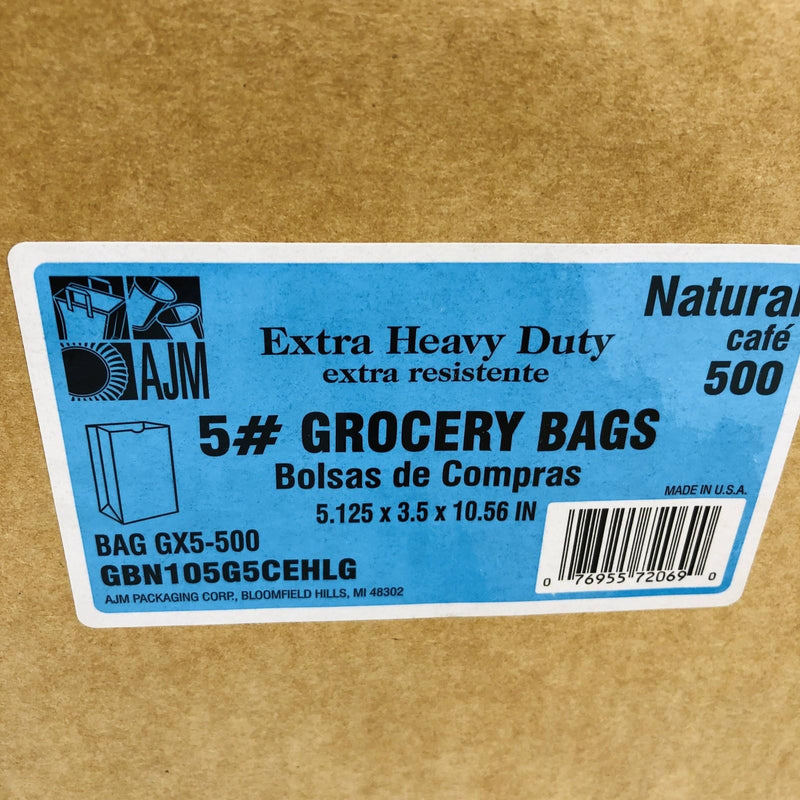 AJM
Extra Heavy Duty
extra resistente
Natural
café
500
5# GROCERY BAGS
Bolsas de Compras
5.125 x 3.5 x 10.56 IN
MADE IN U.S.A.
BAG GX5-500
GBN105G5CEHLG
AJM PACKAGING CORP., BLOOMFIELD HILLS, MI 48302
0 76955 72069 0